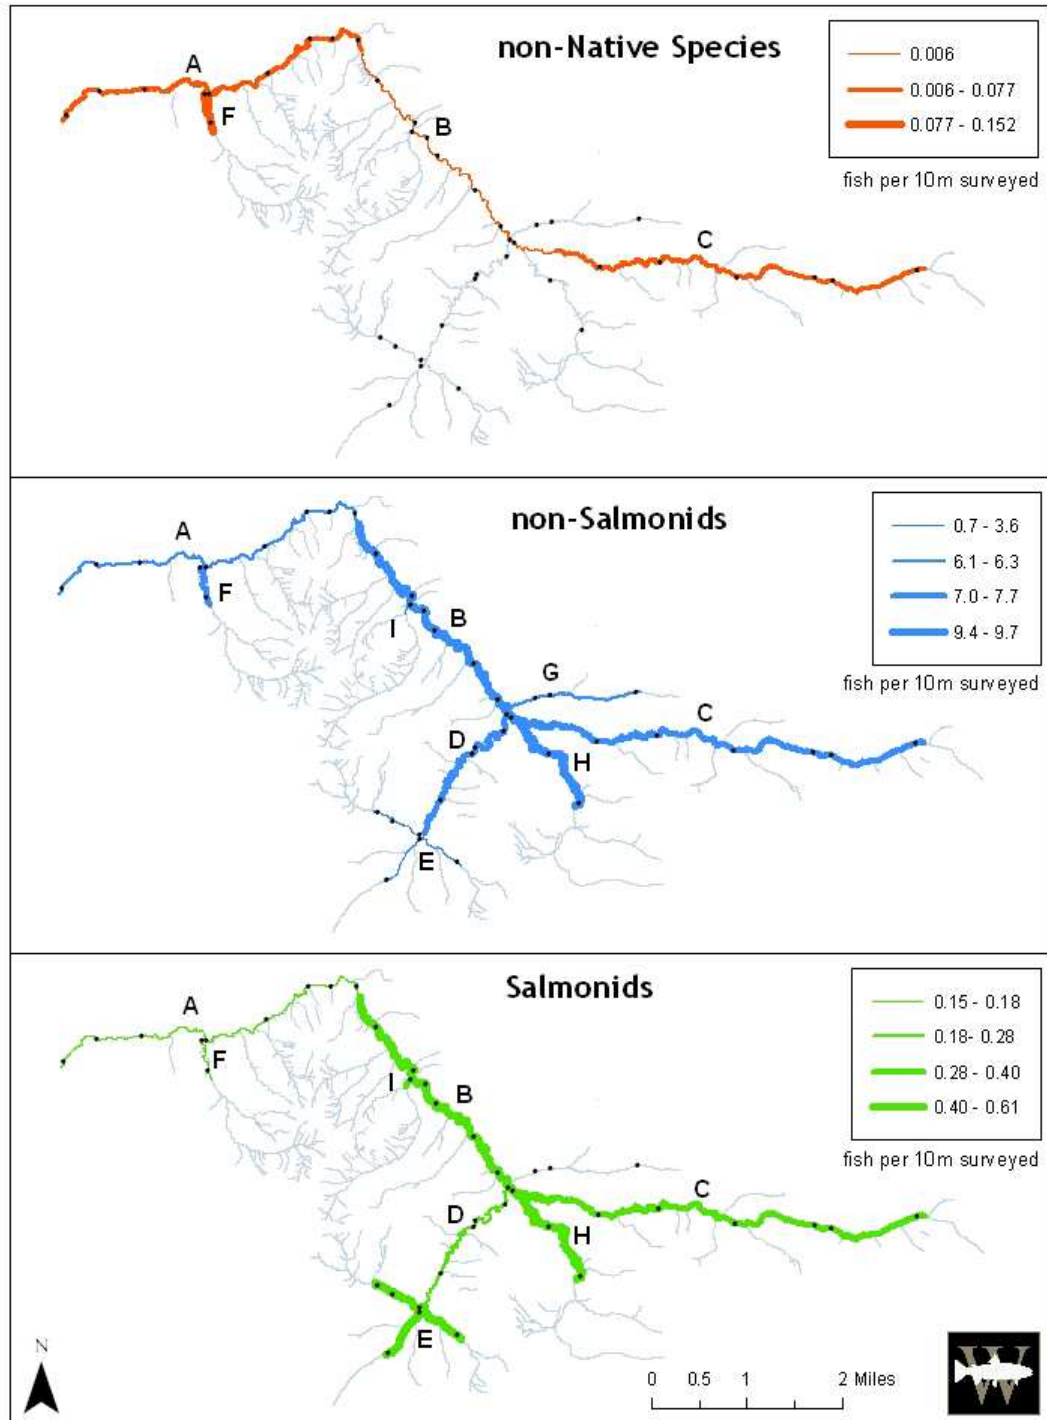 non-Native Species
A
F
B
C
0.006
0.006 - 0.077
0.077 - 0.152
fish per 10m surveyed
non-Salmonids
A
F
I
B
G
C
D
H
E
0.7 - 3.6
6.1 - 6.3
7.0 - 7.7
9.4 - 9.7
fish per 10m surveyed
Salmonids
A
F
I
B
C
D
H
E
0.15 - 0.18
0.18- 0.28
0.28 - 0.40
0.40 - 0.61
fish per 10m surveyed
N
0 0.5 1 2 Miles
W